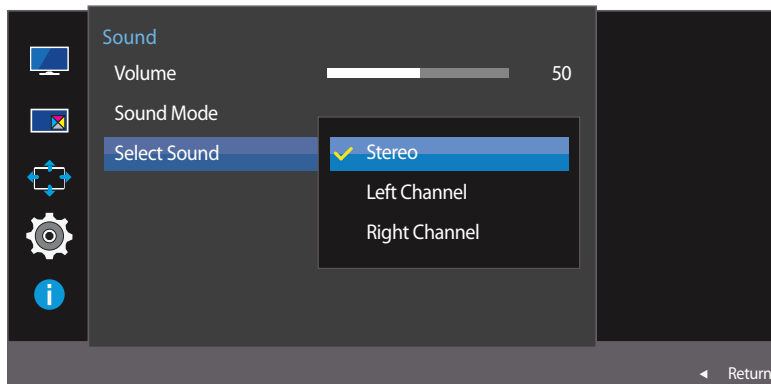 Sound
Volume 50
Sound Mode
Select Sound
Stereo
Left Channel
Right Channel
Return